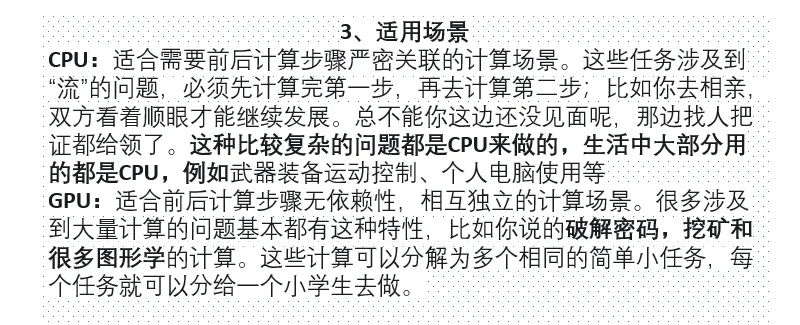 3、适用场景
CPU：适合需要前后计算步骤严密关联的计算场景。这些任务涉及到
“流”的问题，必须先计算完第一步，再去计算第二步；比如你去相亲，
双方看着顺眼才能继续发展。总不能你这边还没见面呢，那边找人把
证都给领了。这种比较复杂的问题都是CPU来做的，生活中大部分用
的都是CPU，例如武器装备运动控制、个人电脑使用等
GPU：适合前后计算步骤无依赖性，相互独立的计算场景。很多涉及
到大量计算的问题基本都有这种特性，比如你说的破解密码，挖矿和
很多图形学的计算。这些计算可以分解为多个相同的简单小任务，每
个任务就可以分给一个小学生去做。